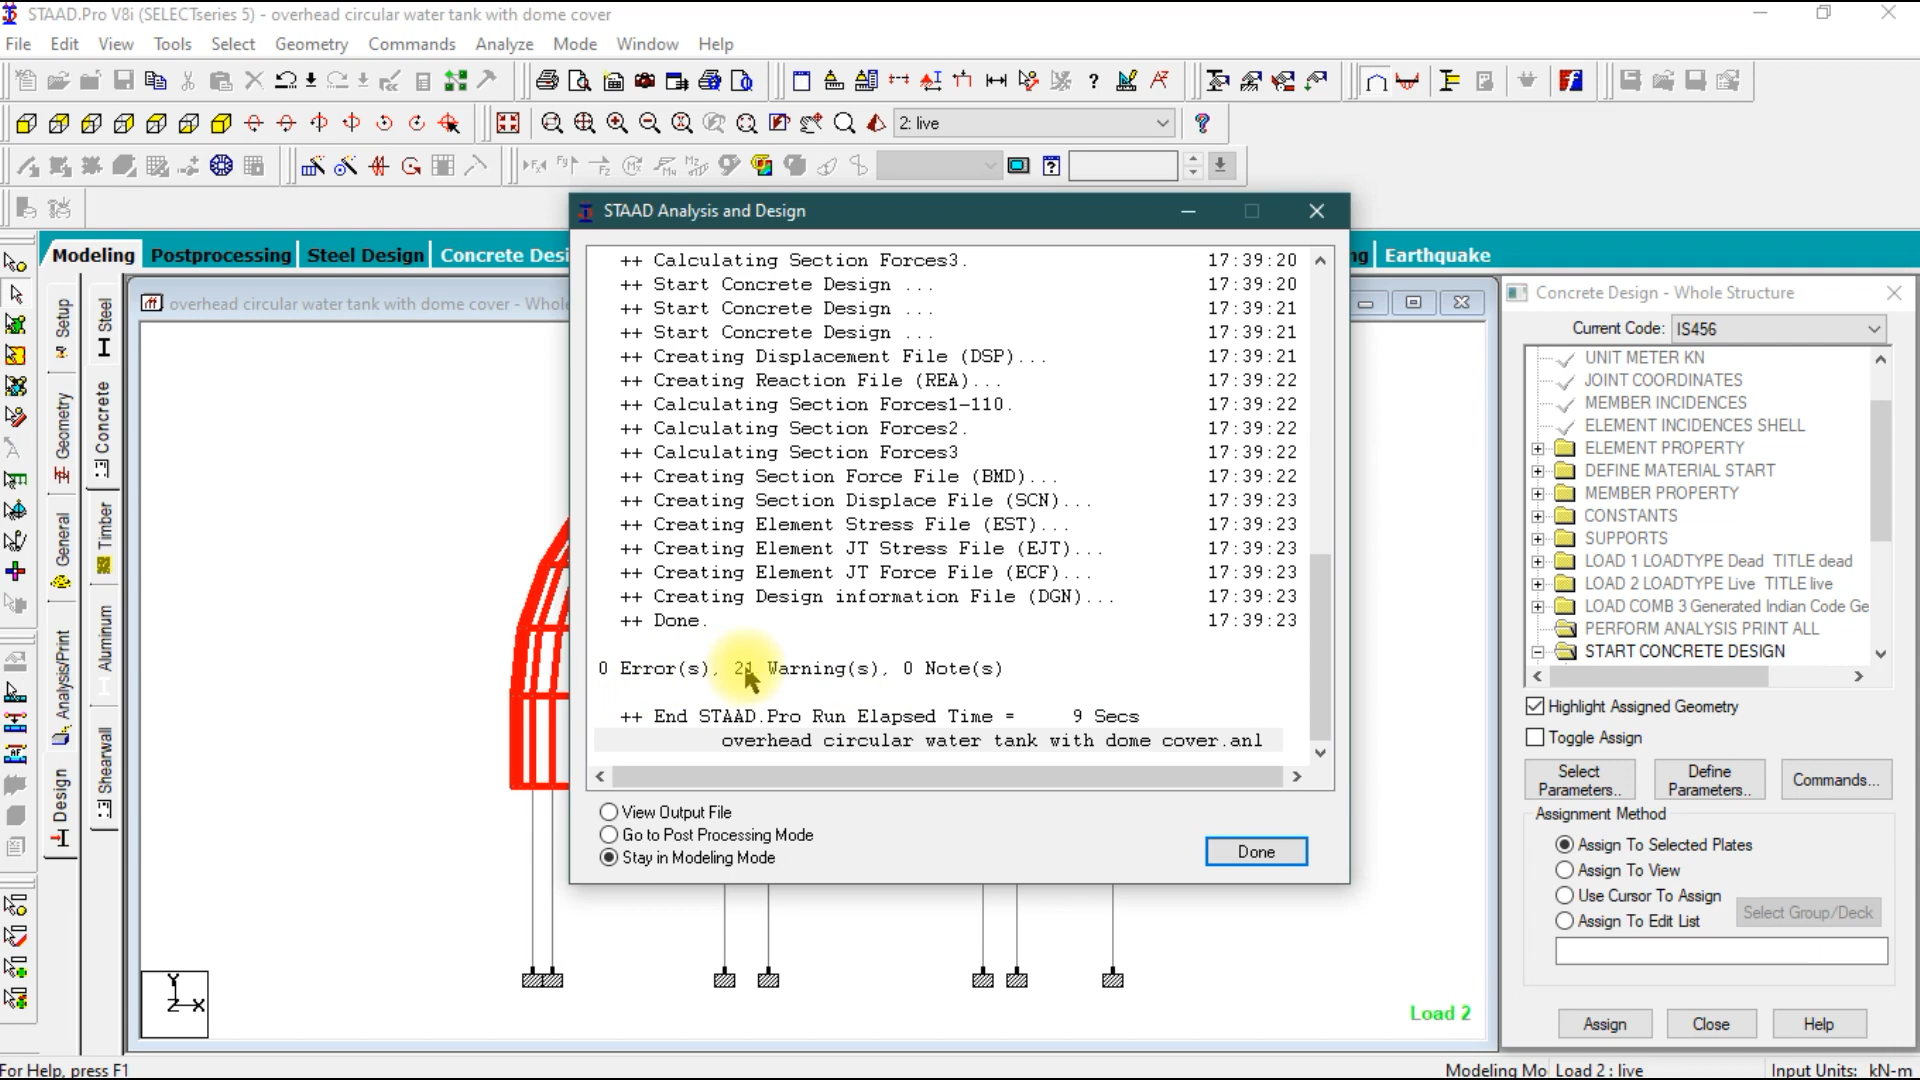 STAAD.Pro V8i (SELECTseries 5) - overhead circular water tank with dome cover
File Edit View Tools Select Geometry Commands Analyze Mode Window Help
2: live
Modeling Postprocessing Steel Design Concrete Desi
ng Earthquake
overhead circular water tank with dome cover - Whole
Setup
Geometry
General
Analysis/Print
Design
Steel
Concrete
Timber
Aluminum
Shearwall
STAAD Analysis and Design
++ Calculating Section Forces3. 17:39:20
++ Start Concrete Design ... 17:39:20
++ Start Concrete Design ... 17:39:21
++ Start Concrete Design ... 17:39:21
++ Creating Displacement File (DSP)... 17:39:21
++ Creating Reaction File (REA)... 17:39:22
++ Calculating Section Forces1-110. 17:39:22
++ Calculating Section Forces2. 17:39:22
++ Calculating Section Forces3 17:39:22
++ Creating Section Force File (BMD)... 17:39:22
++ Creating Section Displace File (SCN)... 17:39:23
++ Creating Element Stress File (EST)... 17:39:23
++ Creating Element JT Stress File (EJT)... 17:39:23
++ Creating Element JT Force File (ECF)... 17:39:23
++ Creating Design information File (DGN)... 17:39:23
++ Done. 17:39:23
0 Error(s), 21 Warning(s), 0 Note(s)
++ End STAAD.Pro Run Elapsed Time = 9 Secs
overhead circular water tank with dome cover.anl
View Output File
Go to Post Processing Mode
Stay in Modeling Mode
Done
Y
Z X
Load 2
Concrete Design - Whole Structure
Current Code: IS456
UNIT METER KN
JOINT COORDINATES
MEMBER INCIDENCES
ELEMENT INCIDENCES SHELL
ELEMENT PROPERTY
DEFINE MATERIAL START
MEMBER PROPERTY
CONSTANTS
SUPPORTS
LOAD 1 LOADTYPE Dead TITLE dead
LOAD 2 LOADTYPE Live TITLE live
LOAD COMB 3 Generated Indian Code Ge
PERFORM ANALYSIS PRINT ALL
START CONCRETE DESIGN
Highlight Assigned Geometry
Toggle Assign
Select Parameters..
Define Parameters..
Commands...
Assignment Method
Assign To Selected Plates
Assign To View
Use Cursor To Assign
Assign To Edit List
Select Group/Deck
Assign Close Help
For Help, press F1
Modeling Mo Load 2 : live Input Units: kN-m